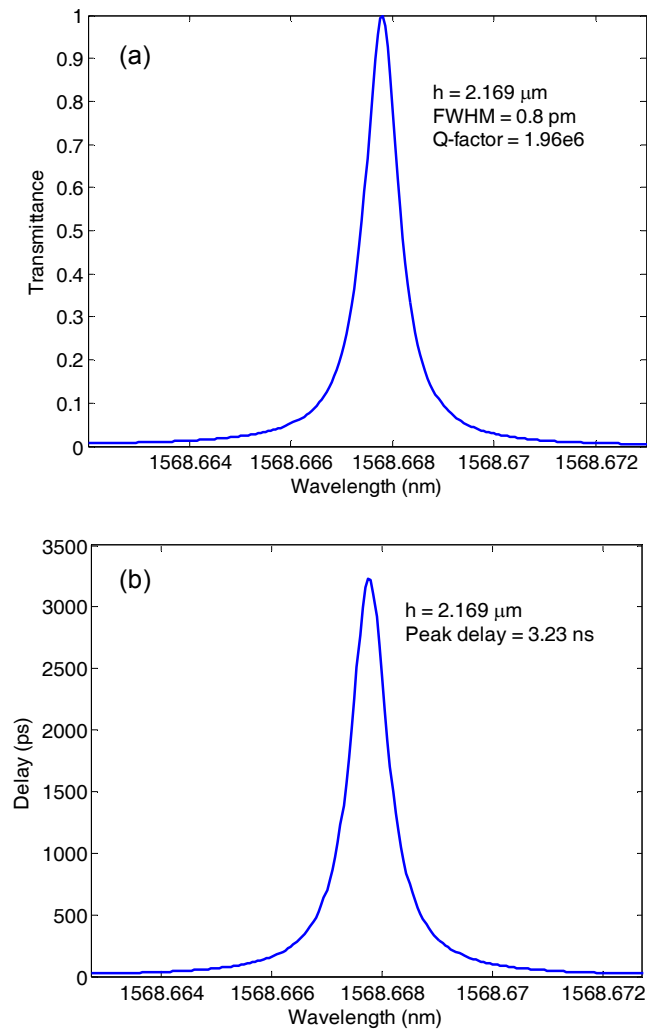 (a)
h = 2.169 μm
FWHM = 0.8 pm
Q-factor = 1.96e6
Transmittance
1
0.9
0.8
0.7
0.6
0.5
0.4
0.3
0.2
0.1
0
1568.664 1568.666 1568.668 1568.67 1568.672
Wavelength (nm)
(b)
h = 2.169 μm
Peak delay = 3.23 ns
Delay (ps)
3500
3000
2500
2000
1500
1000
500
0
1568.664 1568.666 1568.668 1568.67 1568.672
Wavelength (nm)